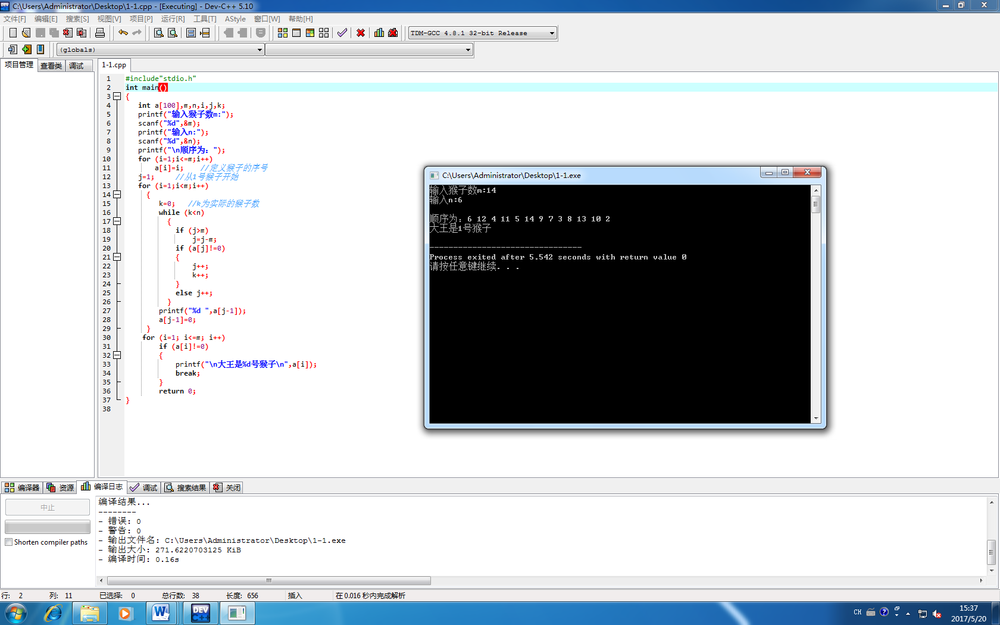 C:\Users\Administrator\Desktop\1-1.cpp - [Executing] - Dev-C++ 5.10
文件[F] 编辑[E] 搜索[S] 视图[V] 项目[P] 运行[R] 工具[T] AStyle 窗口[W] 帮助[H]
TDM-GCC 4.8.1 32-bit Release
(globals)
项目管理 查看类 调试 1-1.cpp
1 #include"stdio.h"
2 int main()
3 {
4 int a[100],m,n,i,j,k;
5 printf("输入猴子数m:");
6 scanf("%d",&m);
7 printf("输入n:");
8 scanf("%d",&n);
9 printf("\n顺序为: ");
10 for (i=1;i<=m;i++)
11 a[i]=i; //定义猴子的序号
12 j=1; //从1号猴子开始
13 for (i=1;i<m;i++)
14 {
15 k=0; //k为实际的猴子数
16 while (k<n)
17 {
18 if (j>m)
19 j=j-m;
20 if (a[j]!=0)
21 {
22 j++;
23 k++;
24 }
25 else j++;
26 }
27 printf("%d ",a[j-1]);
28 a[j-1]=0;
29 }
30 for (i=1; i<=m; i++)
31 if (a[i]!=0)
32 {
33 printf("\n大王是%d号猴子\n",a[i]);
34 break;
35 }
36 return 0;
37 }
38
C:\Users\Administrator\Desktop\1-1.exe
输入猴子数m:14
输入n:6
顺序为: 6 12 4 11 5 14 9 7 3 8 13 10 2
大王是1号猴子
--------------------------------
Process exited after 5.542 seconds with return value 0
请按任意键继续. . .
编译器 资源 编译日志 调试 搜索结果 关闭
中止
Shorten compiler paths
编译结果...
--------
- 错误: 0
- 警告: 0
- 输出文件名: C:\Users\Administrator\Desktop\1-1.exe
- 输出大小: 271.6220703125 KiB
- 编译时间: 0.16s
行: 2 列: 11 已选择: 0 总行数: 38 长度: 656 插入 在 0.016 秒内完成解析
DEV C++
CH
15:37
2017/5/20